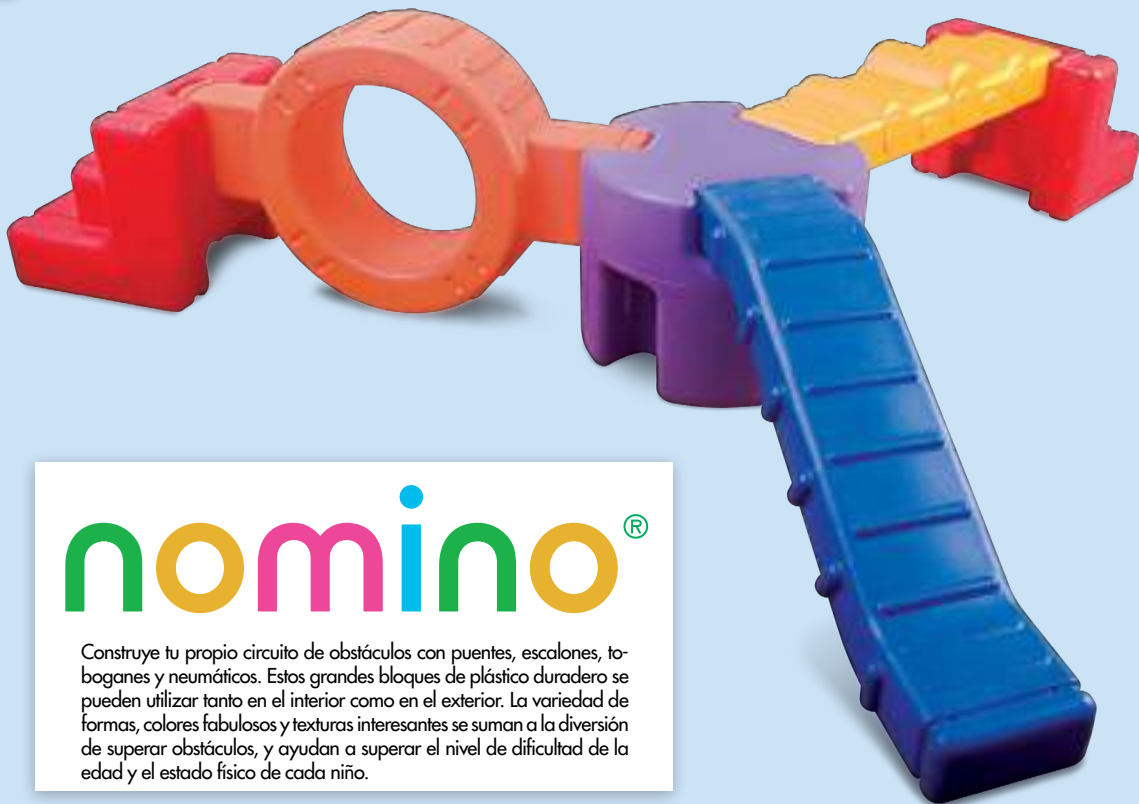 nomino®
Construye tu propio circuito de obstáculos con puentes, escalones, to-
boganes y neumáticos. Estos grandes bloques de plástico duradero se
pueden utilizar tanto en el interior como en el exterior. La variedad de
formas, colores fabulosos y texturas interesantes se suman a la diversión
de superar obstáculos, y ayudan a superar el nivel de dificultad de la
edad y el estado físico de cada niño.